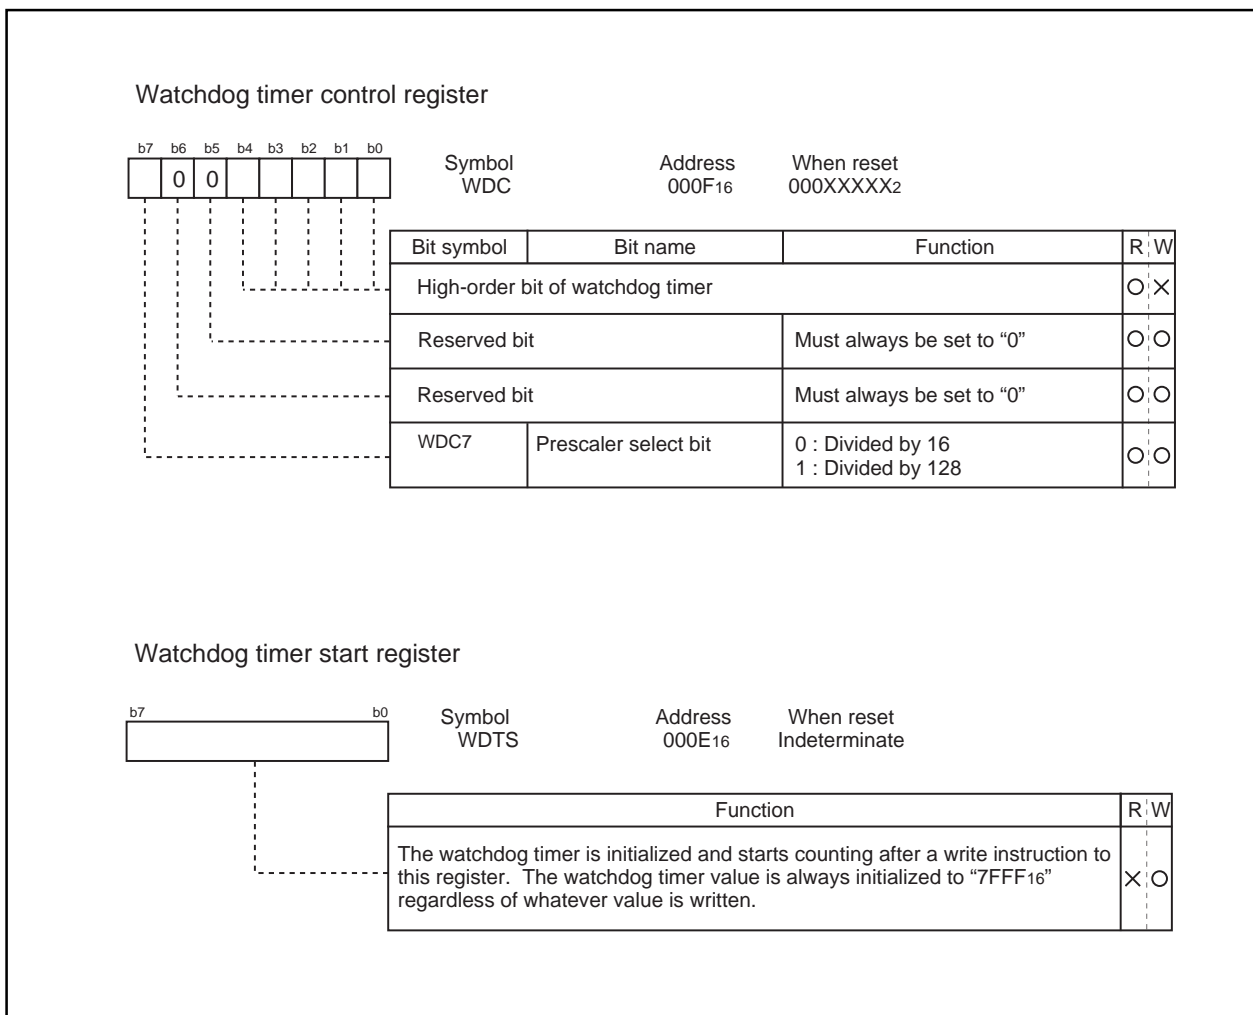 Watchdog timer control register
b7 b6 b5 b4 b3 b2 b1 b0
0 0
Symbol Address When reset
WDC 000F16 000XXXXX2
Bit symbol Bit name Function R W
High-order bit of watchdog timer
Reserved bit Must always be set to “0”
Reserved bit Must always be set to “0”
WDC7 Prescaler select bit 0 : Divided by 16
1 : Divided by 128
Watchdog timer start register
b7 b0
Symbol Address When reset
WDTS 000E16 Indeterminate
Function R W
The watchdog timer is initialized and starts counting after a write instruction to
this register. The watchdog timer value is always initialized to “7FFF16”
regardless of whatever value is written.